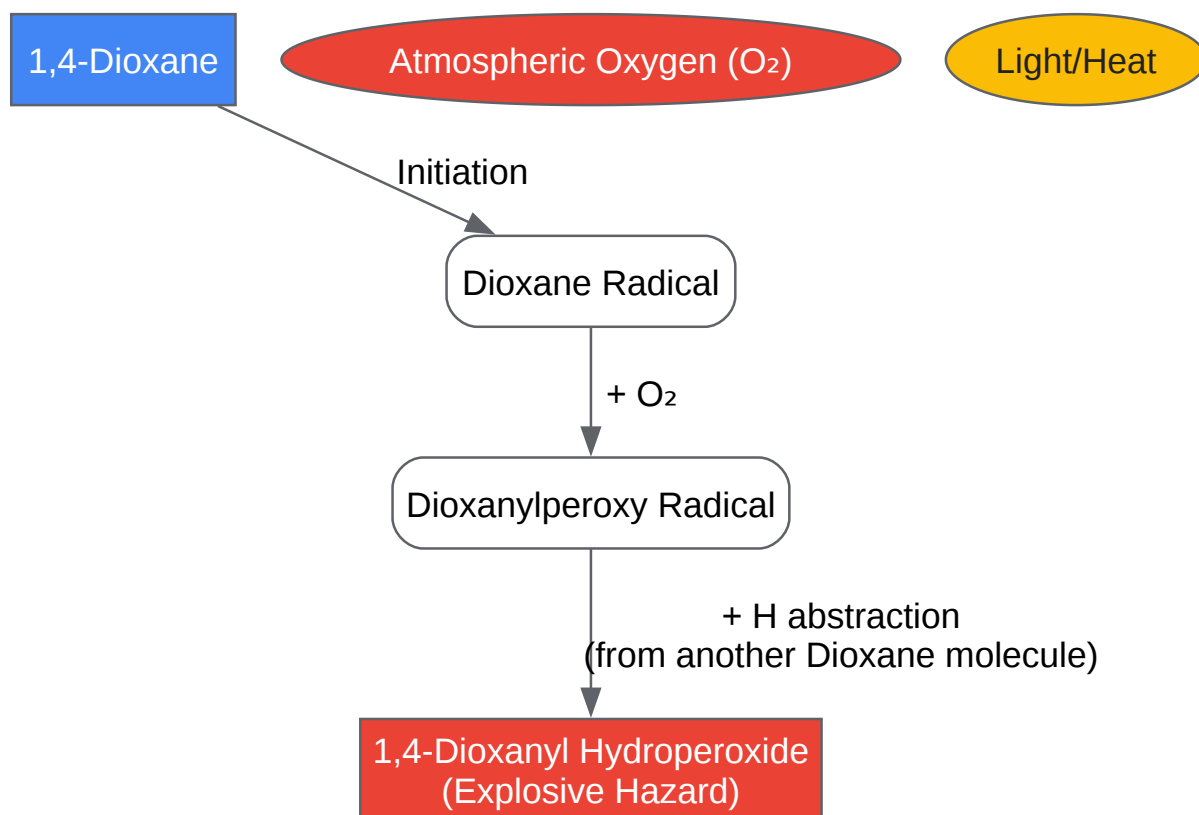 1,4-Dioxane
Atmospheric Oxygen (O₂)
Light/Heat
Initiation
Dioxane Radical
+ O₂
Dioxanylperoxy Radical
+ H abstraction
(from another Dioxane molecule)
1,4-Dioxanyl Hydroperoxide
(Explosive Hazard)